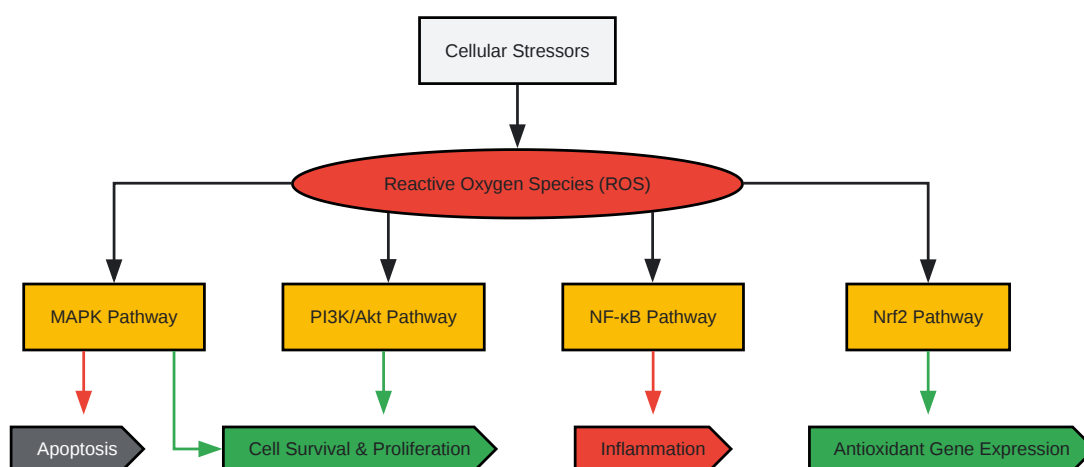 Cellular Stressors
Reactive Oxygen Species (ROS)
MAPK Pathway
PI3K/Akt Pathway
NF-κB Pathway
Nrf2 Pathway
Apoptosis
Cell Survival & Proliferation
Inflammation
Antioxidant Gene Expression